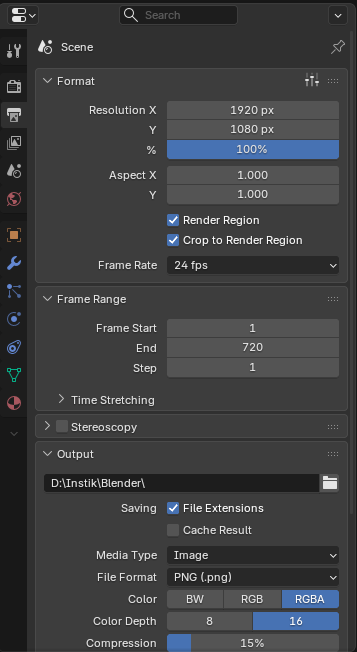 Search
Scene
Format
Resolution X 1920 px
Y 1080 px
% 100%
Aspect X 1.000
Y 1.000
Render Region
Crop to Render Region
Frame Rate 24 fps
Frame Range
Frame Start 1
End 720
Step 1
Time Stretching
Stereoscopy
Output
D:\Instik\Blender\
Saving File Extensions
Cache Result
Media Type Image
File Format PNG (.png)
Color BW RGB RGBA
Color Depth 8 16
Compression 15%